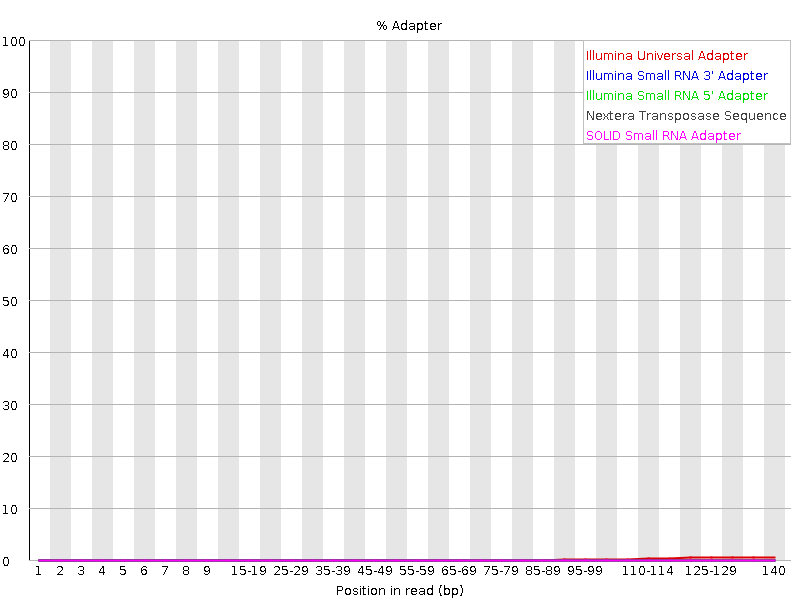 % Adapter
100
90
80
70
60
50
40
30
20
10
0
Illumina Universal Adapter
Illumina Small RNA 3' Adapter
Illumina Small RNA 5' Adapter
Nextera Transposase Sequence
SOLID Small RNA Adapter
1 2 3 4 5 6 7 8 9 15-19 25-29 35-39 45-49 55-59 65-69 75-79 85-89 95-99 110-114 125-129 140
Position in read (bp)